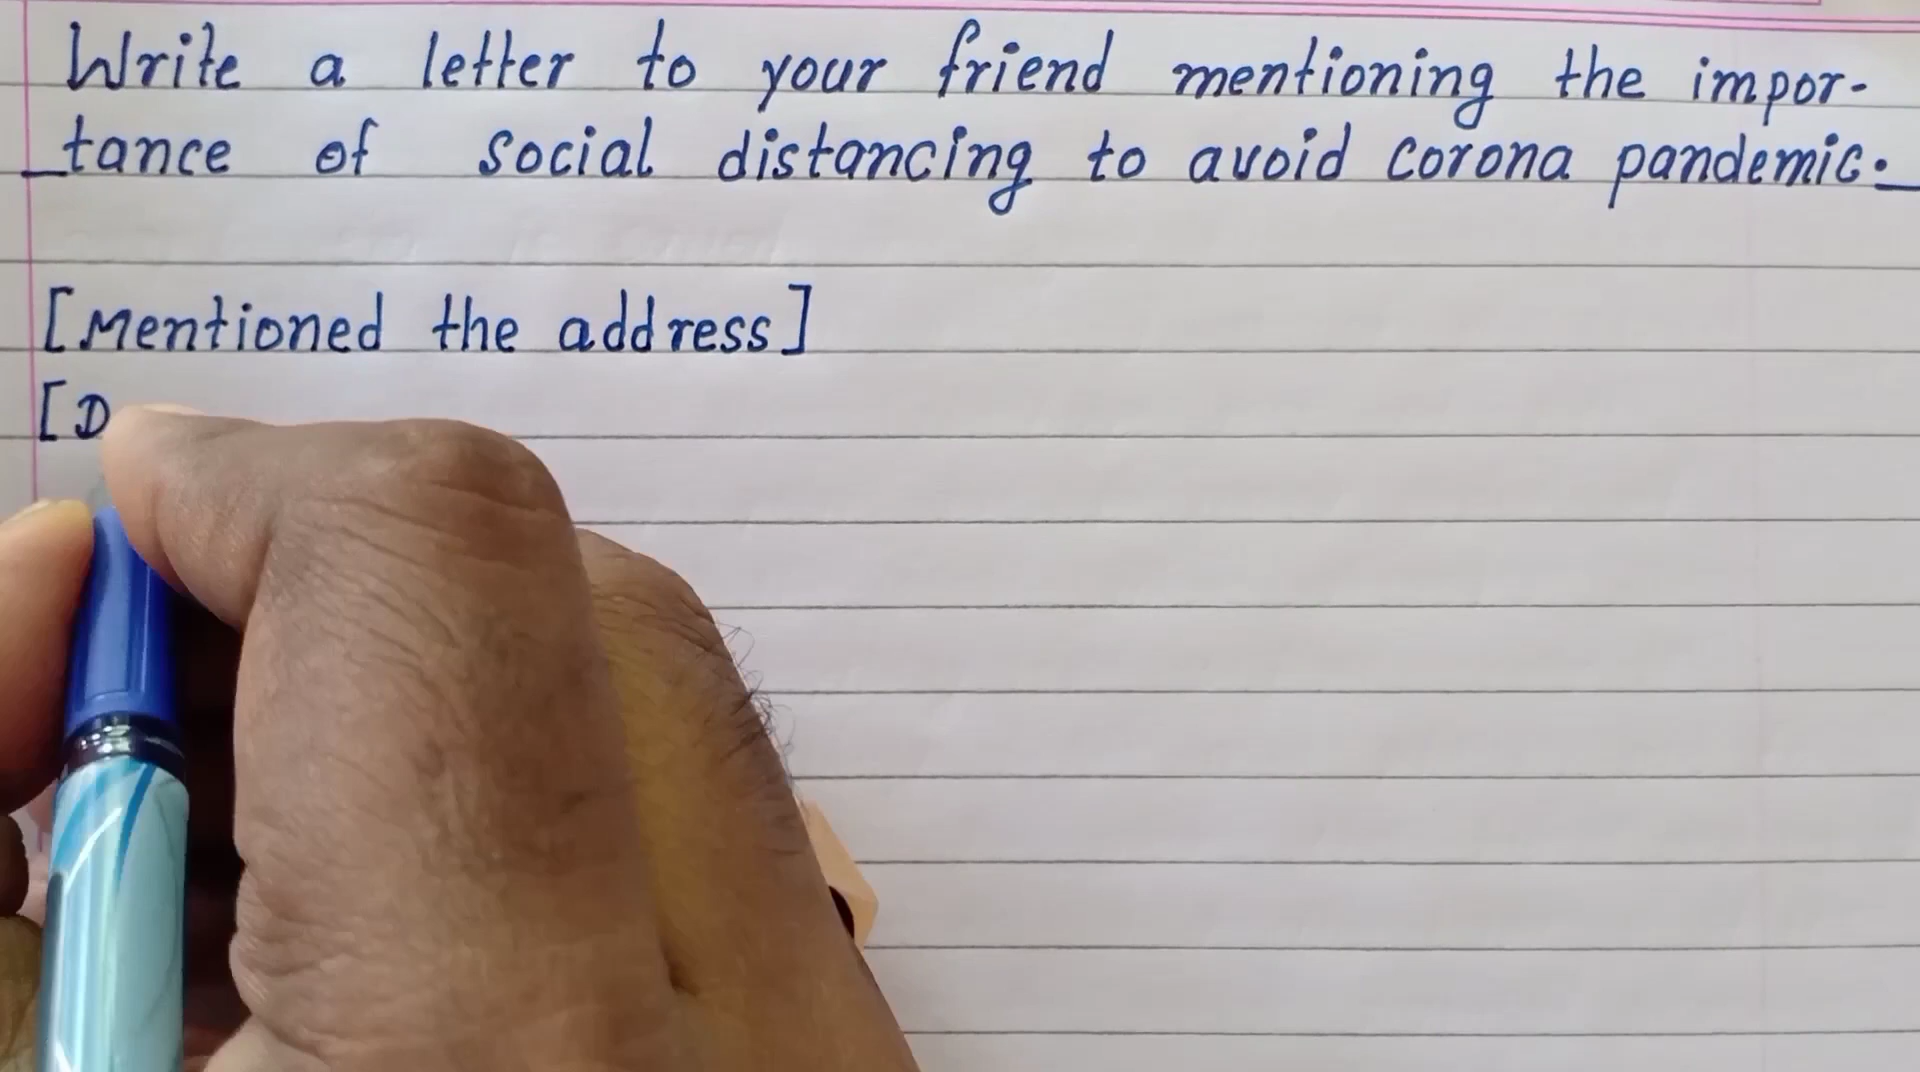 Write a letter to your friend mentioning the impor-
tance of social distancing to avoid corona pandemic.
[Mentioned the address]
[D